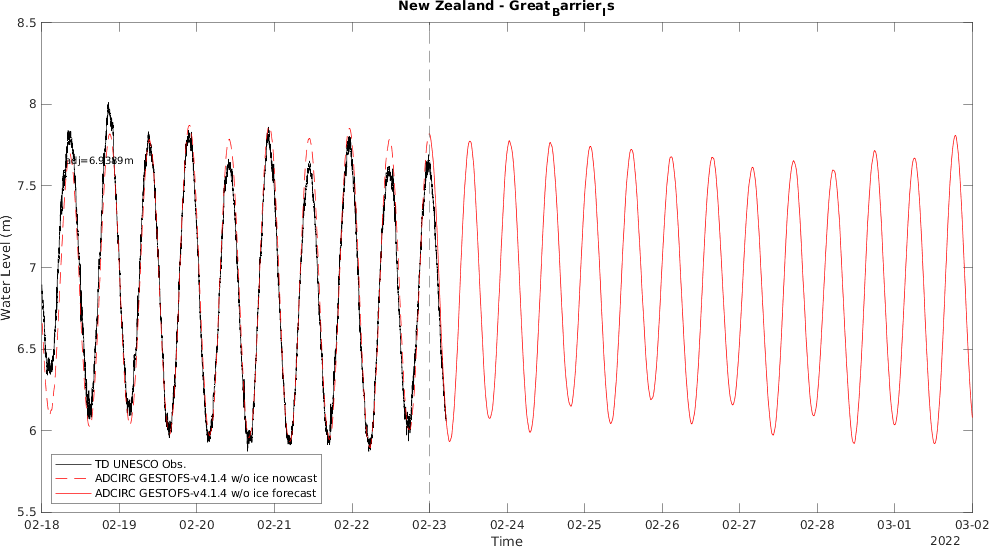 New Zealand - Great_Barrier_Is
8.5
8
7.5
7
6.5
6
5.5
Water Level (m)
adj=6.9389m
TD UNESCO Obs.
ADCIRC GESTOFS-v4.1.4 w/o ice nowcast
ADCIRC GESTOFS-v4.1.4 w/o ice forecast
02-18 02-19 02-20 02-21 02-22 02-23 02-24 02-25 02-26 02-27 02-28 03-01 03-02
Time
2022